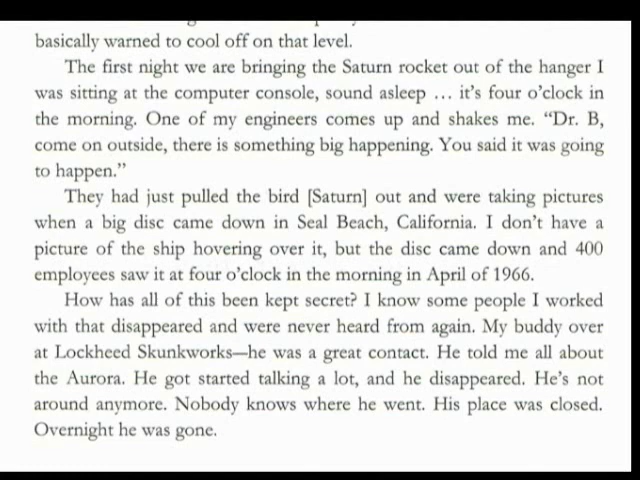 basically warned to cool off on that level.
The first night we are bringing the Saturn rocket out of the hanger I
was sitting at the computer console, sound asleep … it's four o'clock in
the morning. One of my engineers comes up and shakes me. “Dr. B,
come on outside, there is something big happening. You said it was going
to happen.”
They had just pulled the bird [Saturn] out and were taking pictures
when a big disc came down in Seal Beach, California. I don't have a
picture of the ship hovering over it, but the disc came down and 400
employees saw it at four o'clock in the morning in April of 1966.
How has all of this been kept secret? I know some people I worked
with that disappeared and were never heard from again. My buddy over
at Lockheed Skunkworks—he was a great contact. He told me all about
the Aurora. He got started talking a lot, and he disappeared. He's not
around anymore. Nobody knows where he went. His place was closed.
Overnight he was gone.